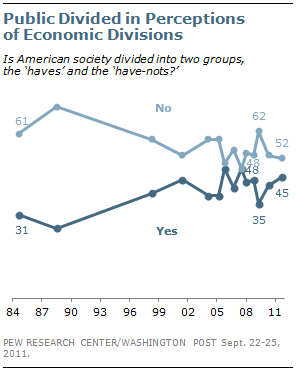 Public Divided in Perceptions
of Economic Divisions
Is American society divided into two groups,
the ‘haves’ and the ‘have-nots?’
No
61
62
52
48
48
45
35
31
Yes
84 87 90 93 96 99 02 05 08 11
PEW RESEARCH CENTER/WASHINGTON POST Sept. 22-25,
2011.